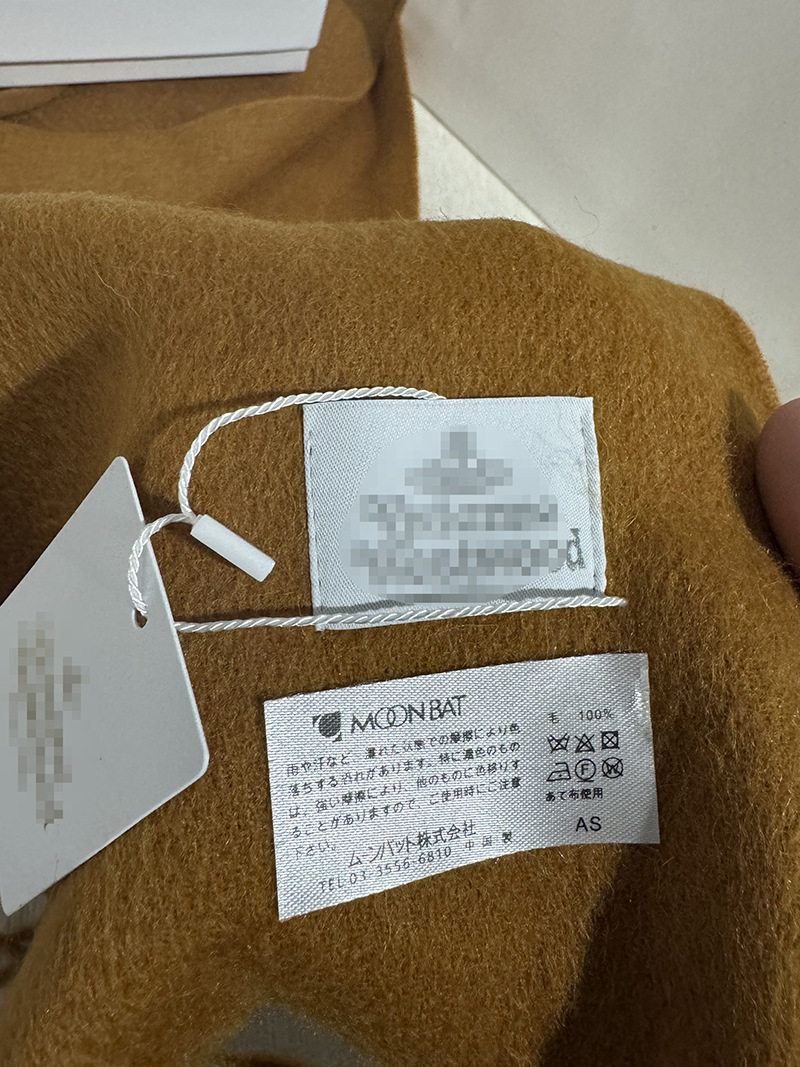 MOONBAT
雨や汗など、濡れた状態での摩擦により色
落ちする恐れがあります。特に濃色のもの
は、強い摩擦により、他のものに色移りす
ることがありますので、ご使用時にご注意
下さい。
ムーンバット株式会社
TEL 03-3556-6810 中国製
毛 100%
F W
あて布使用
AS